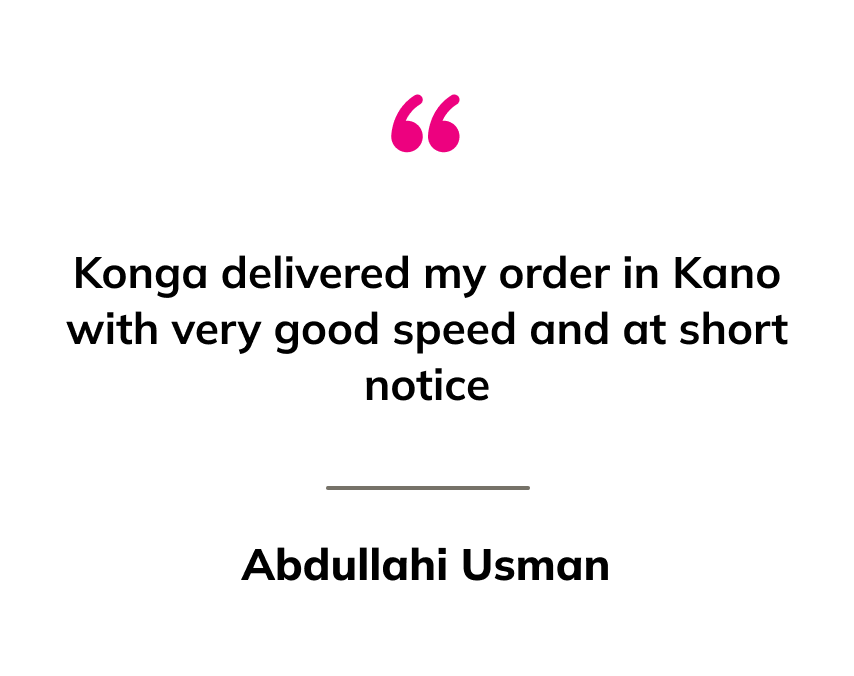 “
Konga delivered my order in Kano
with very good speed and at short
notice
Abdullahi Usman